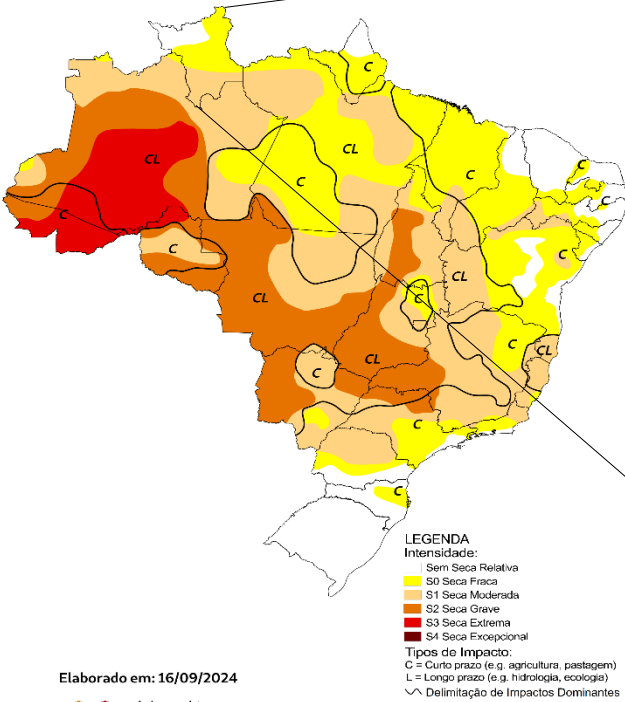 C
C
CL
CL
C
C
C
C
C
C
C
CL
CL
C
C
CL
CL
C
C
C
LEGENDA
Intensidade:
Sem Seca Relativa
S0 Seca Fraca
S1 Seca Moderada
S2 Seca Grave
S3 Seca Extrema
S4 Seca Excepcional
Tipos de Impacto:
C = Curto prazo (e.g. agricultura, pastagem)
L = Longo prazo (e.g. hidrologia, ecologia)
Delimitação de Impactos Dominantes
Elaborado em: 16/09/2024